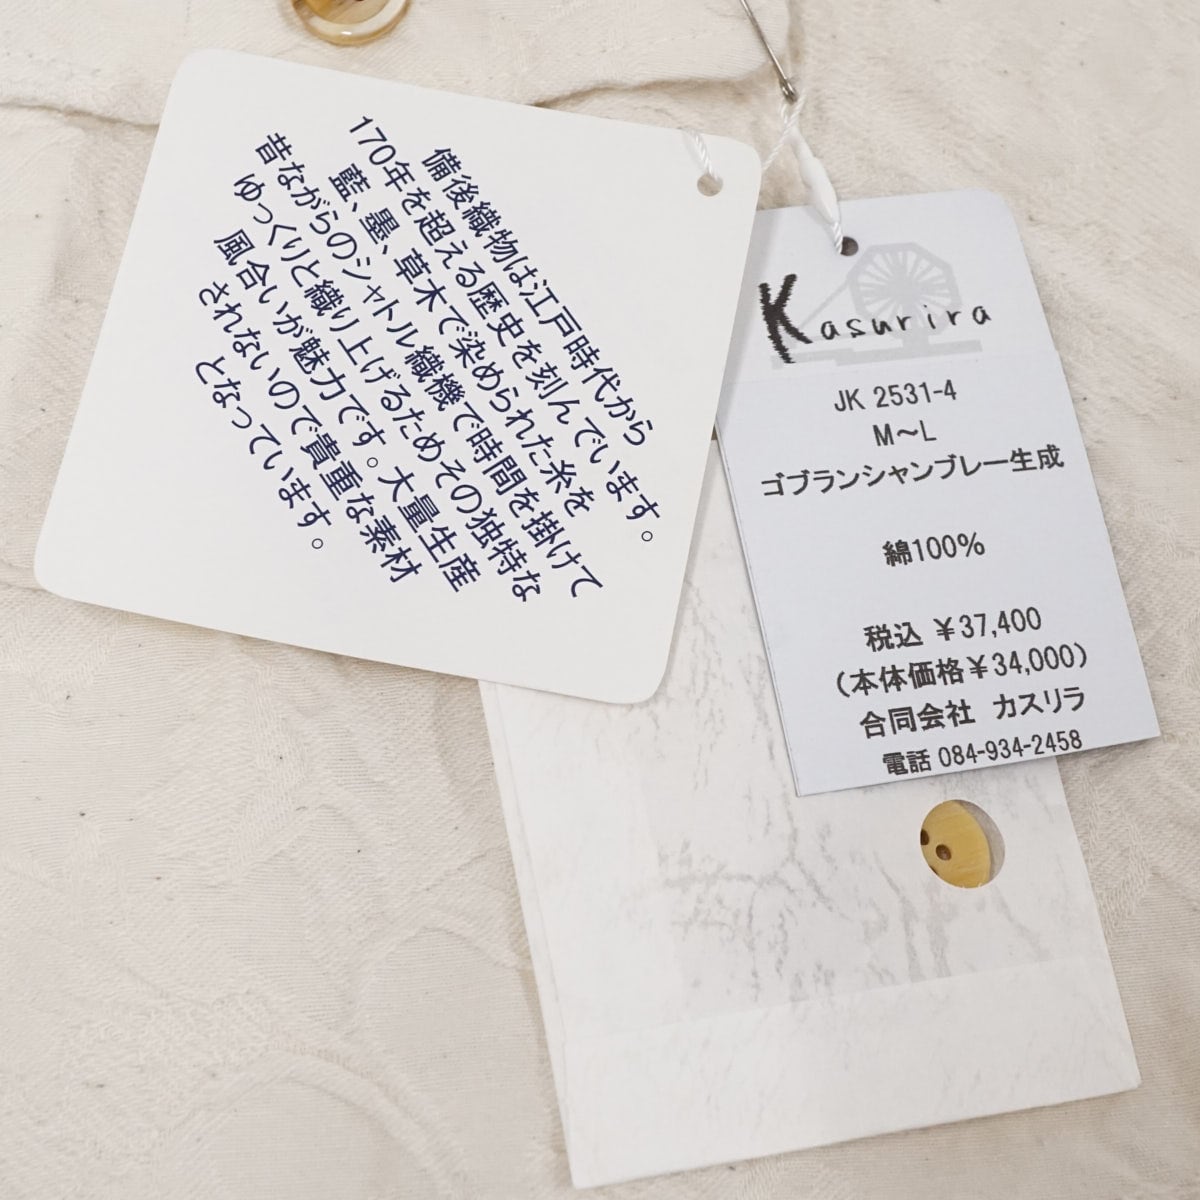 備後織物は江戸時代から
170年を超える歴史を刻んでいます。
藍、墨、草木で染められた糸を
昔ながらのシャトル織機で時間を掛けて
ゆっくりと織り上げるためその独特な
風合いが魅力です。大量生産
されないので貴重な素材
となっています。
Kasurira
JK 2531-4
M～L
ゴブランシャンブレー生成
綿100%
税込 ￥37,400
(本体価格￥34,000)
合同会社 カスリラ
電話 084-934-2458